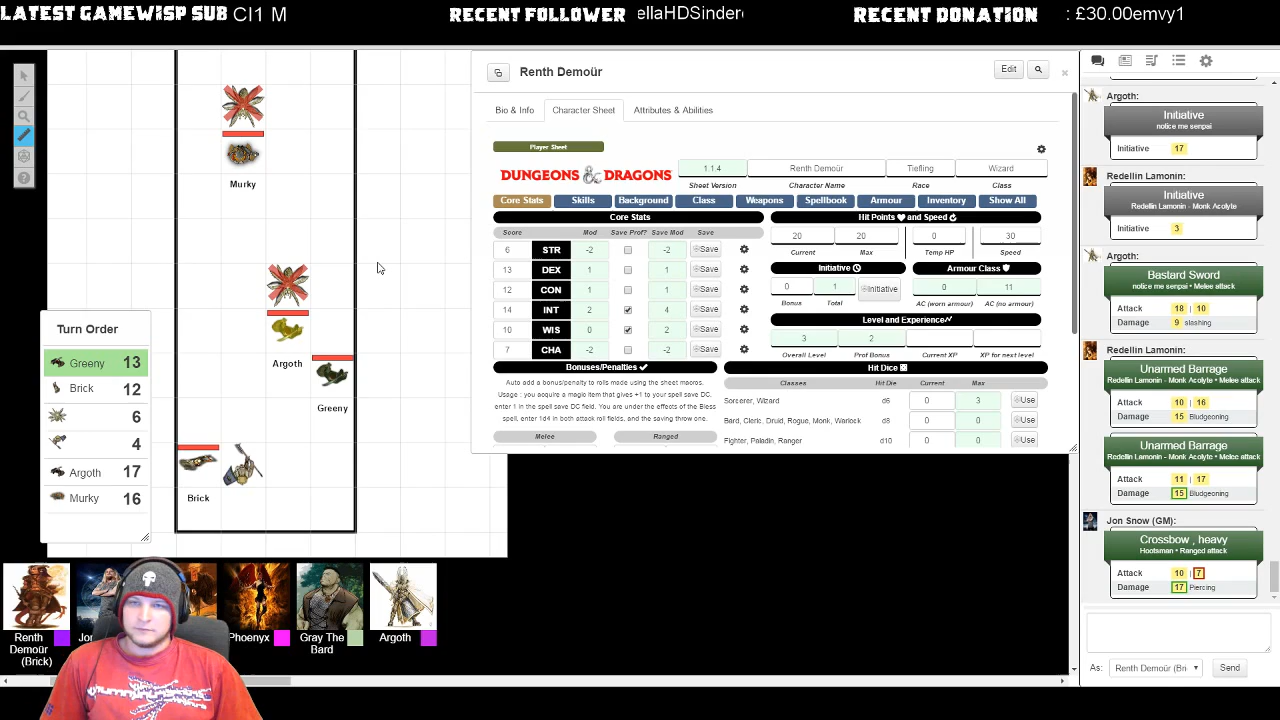 LATEST GAMEWISP SUB Cl1 M
RECENT FOLLOWER ellaHDSinder
RECENT DONATION : £30.00emvy1
Murky
Argoth
Greeny
Brick
Turn Order
Greeny 13
Brick 12
6
4
Argoth 17
Murky 16
Renth Demoür
Edit
Bio & Info
Character Sheet
Attributes & Abilities
Player Sheet
DUNGEONS & DRAGONS
1.1.4
Renth Demoür
Tiefling
Wizard
Sheet Version
Character Name
Race
Class
Core Stats
Skills
Background
Class
Weapons
Spellbook
Armour
Inventory
Show All
Core Stats
Score Mod Save Prof? Save Mod Save
6 STR -2 -2 Save
13 DEX 1 1 Save
12 CON 1 1 Save
14 INT 2 4 Save
10 WIS 0 2 Save
7 CHA -2 -2 Save
Bonuses/Penalties
Auto add a bonus/penalty to rolls made using the sheet macros.
Usage : you acquire a magic item that gives +1 to your spell save DC,
enter 1 in the spell save DC field. You are under the effects of the Bless
spell, enter 1d4 in both attack roll fields, and the saving throw one.
Melee
Ranged
Hit Points and Speed
20 20 0 30
Current Max Temp HP Speed
Initiative
Armour Class
0 1 Initiative 0 11
Bonus Total AC (worn armour) AC (no armour)
Level and Experience
3 2
Overall Level Prof Bonus Current XP XP for next level
Hit Dice
Classes Hit Die Current Max
Sorcerer, Wizard d6 0 3 Use
Bard, Cleric, Druid, Rogue, Monk, Warlock d8 0 0 Use
Fighter, Paladin, Ranger d10 0 0 Use
Argoth:
Initiative
notice me senpai
Initiative 17
Redellin Lamonin:
Initiative
Redellin Lamonin - Monk Acolyte
Initiative 3
Argoth:
Bastard Sword
notice me senpai • Melee attack
Attack 18 | 10
Damage 9 slashing
Redellin Lamonin:
Unarmed Barrage
Redellin Lamonin - Monk Acolyte • Melee attack
Attack 10 | 16
Damage 15 Bludgeoning
Unarmed Barrage
Redellin Lamonin - Monk Acolyte • Melee attack
Attack 11 | 17
Damage 15 Bludgeoning
Jon Snow (GM):
Crossbow , heavy
Hootsman • Ranged attack
Attack 10 | 7
Damage 17 Piercing
As: Renth Demoür (Bri
Send
Renth
Demoür
(Brick)
Phoenyx
Gray The
Bard
Argoth